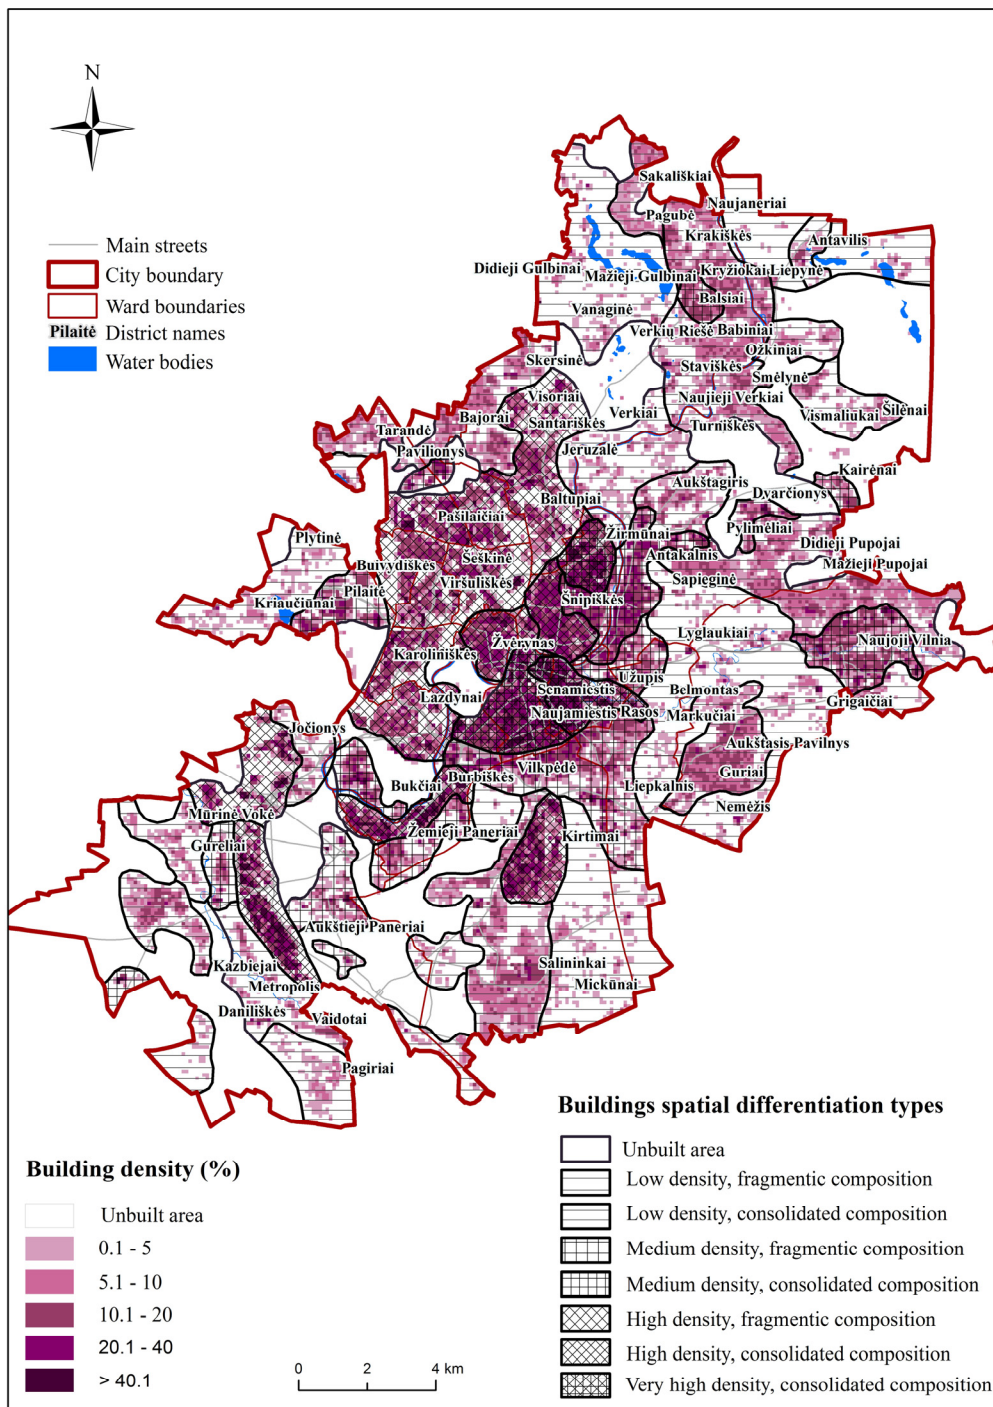 N
Main streets
City boundary
Ward boundaries
Pilaitė District names
Water bodies
Sakališkiai
Naujaneriai
Pagubė
Krakiškės
Antavilis
Didieji Gulbinai
Mažieji Gulbinai
Kryžiokai Liepynė
Balsiai
Vanaginė
Verkių Riešė Babiniai
Ožkiniai
Skersinė
Staviškės
Smėlynė
Visoriai
Naujieji Verkiai
Verkiai
Vismaliukai Šilėnai
Bajorai
Santariškės
Turniškės
Tarandė
Pavilionys
Jeruzalė
Kairėnai
Aukštagiris
Dvarčionys
Baltupiai
Pašilaičiai
Žirmūnai
Pylimėliai
Plytinė
Antakalnis
Didieji Pupojai
Šeškinė
Buivydiškės
Mažieji Pupojai
Sapieginė
Viršuliškės
Pilaitė
Kriaučiūnai
Šnipiškės
Lyglaukiai
Naujoji Vilnia
Žvėrynas
Karoliniškės
Užupis
Senamiestis
Belmontas
Lazdynai
Grigaičiai
Naujamiestis Rasos
Markučiai
Jočionys
Aukštasis Pavilnys
Vilkpėdė
Burbiškės
Guriai
Bukčiai
Liepkalnis
Nemėžis
Mūrinė Vokė
Žemieji Paneriai
Kirtimai
Gureliai
Aukštieji Paneriai
Kazbiejai
Salininkai
Metropolis
Mickūnai
Daniliškės
Vaidotai
Pagiriai
Buildings spatial differentiation types
Unbuilt area
Low density, fragmentic composition
Low density, consolidated composition
Medium density, fragmentic composition
Medium density, consolidated composition
High density, fragmentic composition
High density, consolidated composition
Very high density, consolidated composition
Building density (%)
Unbuilt area
0.1 - 5
5.1 - 10
10.1 - 20
20.1 - 40
> 40.1
0 2 4 km